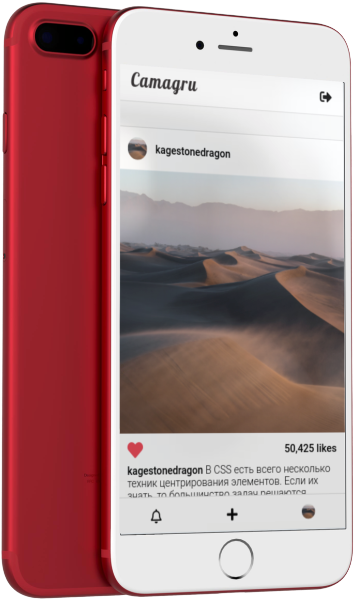 Camagru
kagestonedragon
50,425 likes
kagestonedragon В CSS есть всего несколько
техник центрирования элементов. Если их
знать, то большинство задач решаются